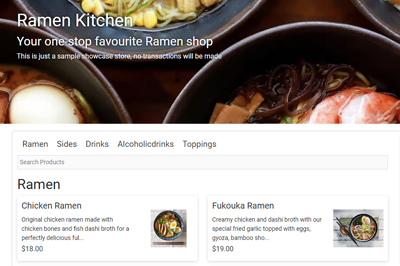 Ramen Kitchen
Your one-stop favourite Ramen shop
This is just a sample showcase store, no transactions will be made
Ramen Sides Drinks Alcoholicdrinks Toppings
Search Products
Ramen
Chicken Ramen
Original chicken ramen made with
chicken bones and fish dashi broth for a
perfectly delicious ful...
$18.00
Fukouka Ramen
Creamy chicken and dashi broth with our
special fried garlic topped with eggs,
gyoza, bamboo sho...
$19.00